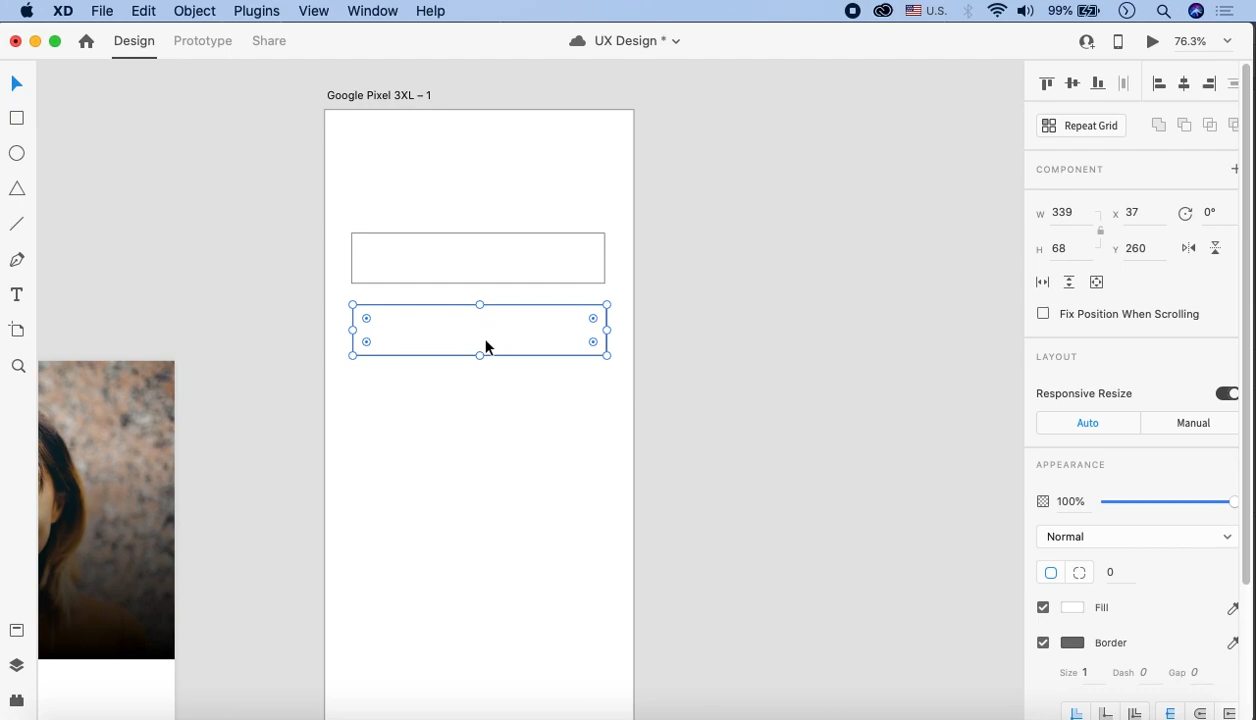 XD File Edit Object Plugins View Window Help U.S. 99%
Design Prototype Share UX Design * 76.3%
Google Pixel 3XL – 1
Repeat Grid
COMPONENT
W 339 X 37 0°
H 68 Y 260
Fix Position When Scrolling
LAYOUT
Responsive Resize
Auto Manual
APPEARANCE
100%
Normal
0
Fill
Border
Size 1 Dash 0 Gap 0